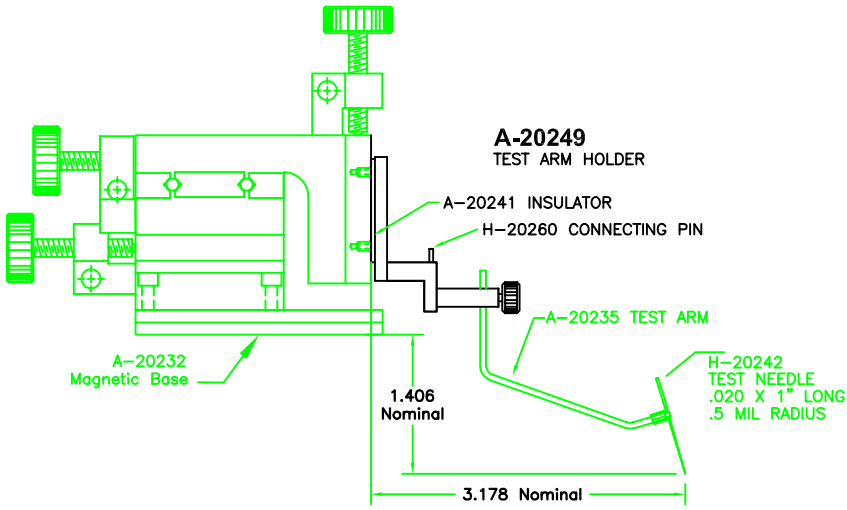 A-20249
TEST ARM HOLDER
A-20241 INSULATOR
H-20260 CONNECTING PIN
A-20235 TEST ARM
A-20232
Magnetic Base
H-20242
TEST NEEDLE
.020 X 1" LONG
.5 MIL RADIUS
1.406
Nominal
3.178 Nominal